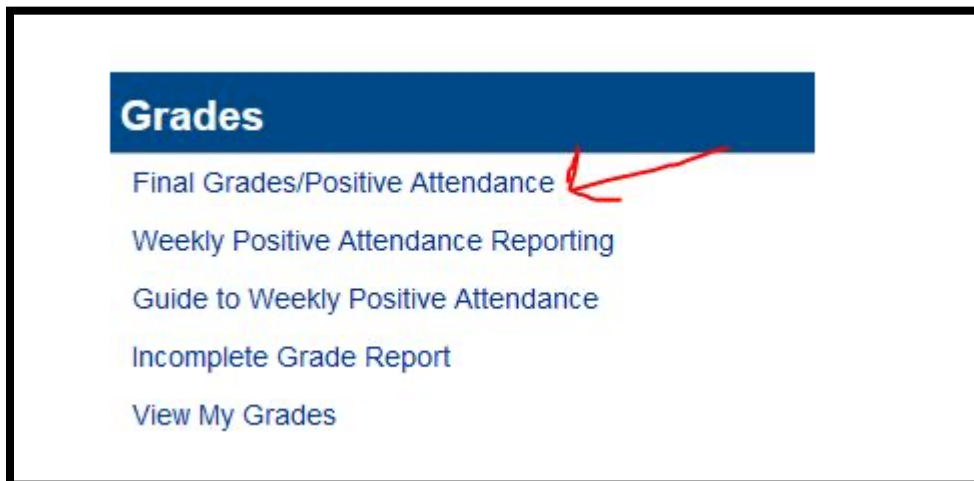 Grades
Final Grades/Positive Attendance
Weekly Positive Attendance Reporting
Guide to Weekly Positive Attendance
Incomplete Grade Report
View My Grades